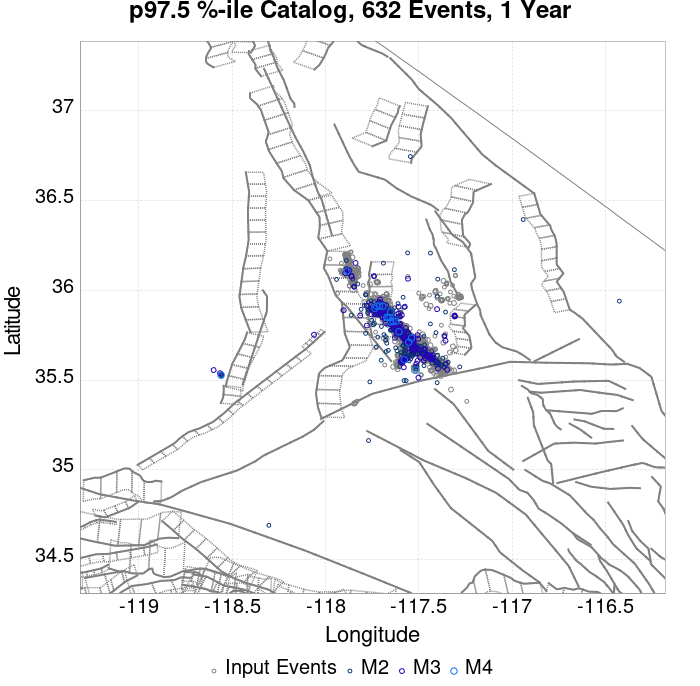 p97.5 %-ile Catalog, 632 Events, 1 Year
37
36.5
36
35.5
35
34.5
Latitude
-119 -118.5 -118 -117.5 -117 -116.5
Longitude
Input Events M2 M3 M4